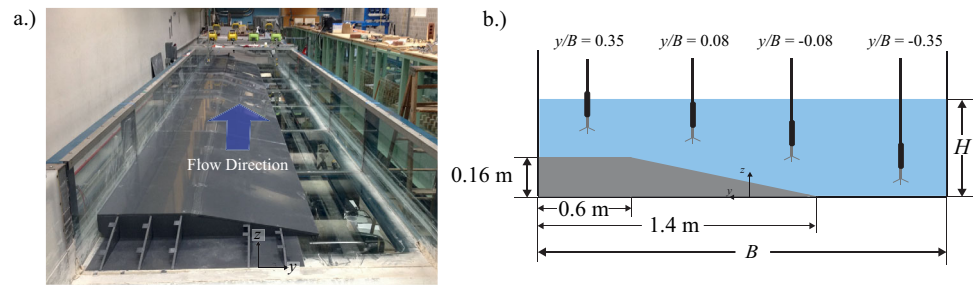 a.)
Flow Direction
z
y
b.)
y/B = 0.35
y/B = 0.08
y/B = -0.08
y/B = -0.35
H
0.16 m
z
y
0.6 m
1.4 m
B